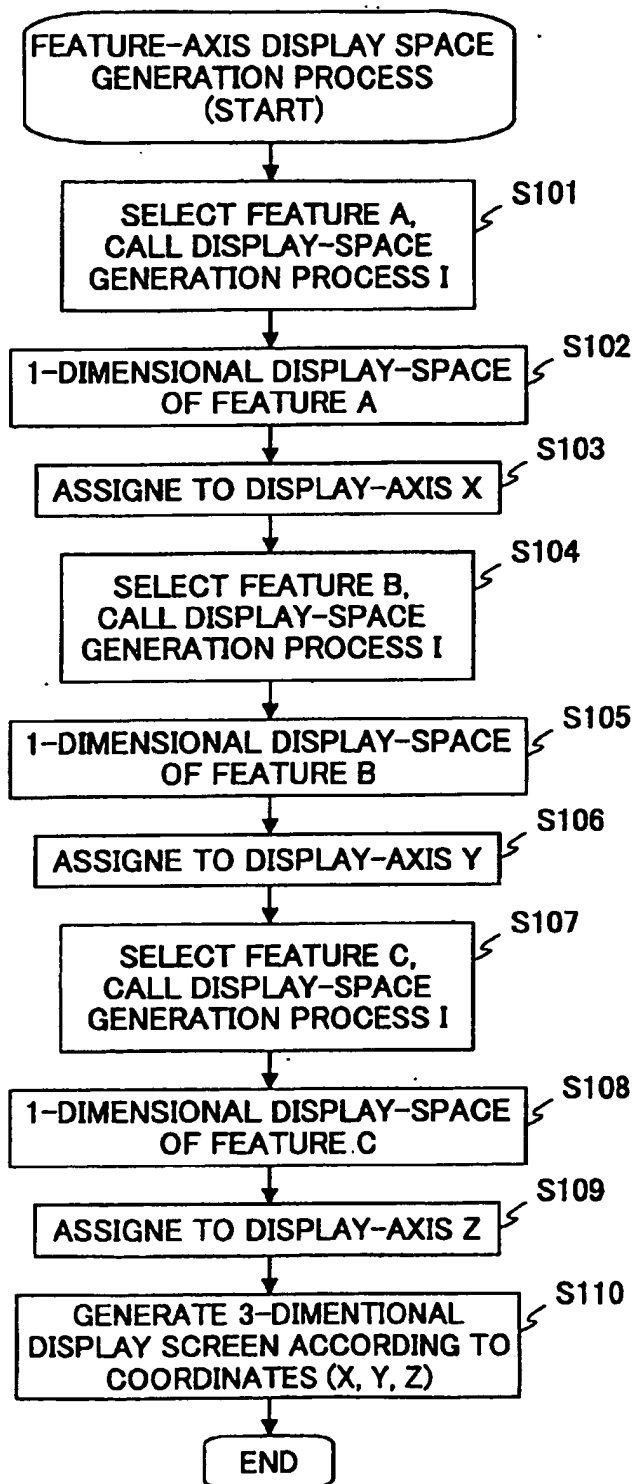 FEATURE-AXIS DISPLAY SPACE
GENERATION PROCESS
(START)
S101
SELECT FEATURE A,
CALL DISPLAY-SPACE
GENERATION PROCESS I
S102
1-DIMENSIONAL DISPLAY-SPACE
OF FEATURE A
S103
ASSIGNE TO DISPLAY-AXIS X
S104
SELECT FEATURE B,
CALL DISPLAY-SPACE
GENERATION PROCESS I
S105
1-DIMENSIONAL DISPLAY-SPACE
OF FEATURE B
S106
ASSIGNE TO DISPLAY-AXIS Y
S107
SELECT FEATURE C,
CALL DISPLAY-SPACE
GENERATION PROCESS I
S108
1-DIMENSIONAL DISPLAY-SPACE
OF FEATURE C
S109
ASSIGNE TO DISPLAY-AXIS Z
S110
GENERATE 3-DIMENTIONAL
DISPLAY SCREEN ACCORDING TO
COORDINATES (X, Y, Z)
END